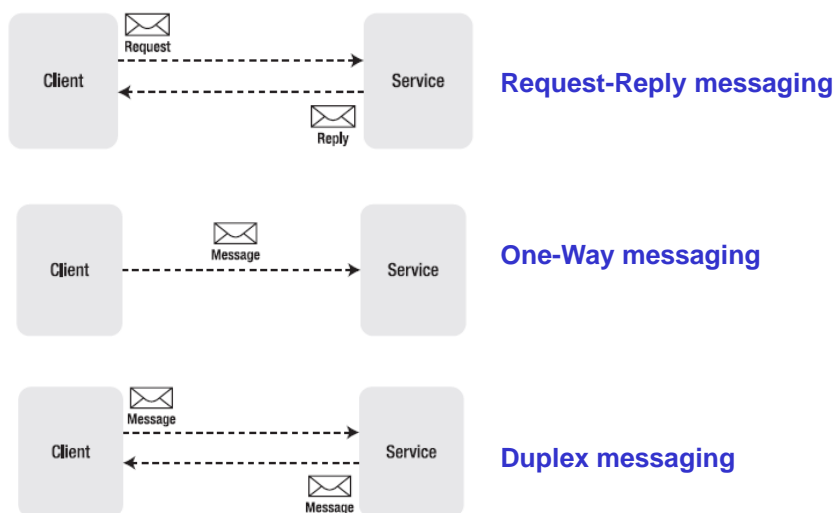 Request
Client
Service
Request-Reply messaging
Reply
Message
Client
Service
One-Way messaging
Message
Client
Service
Duplex messaging
Message